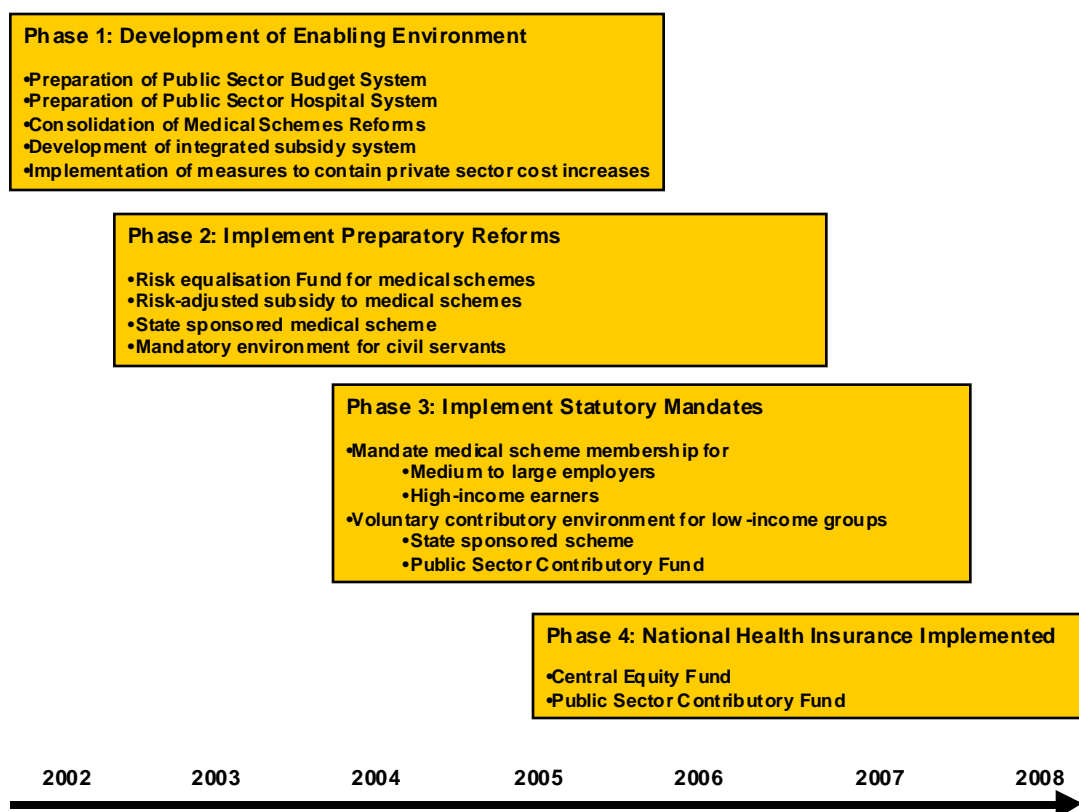 Phase 1: Development of Enabling Environment
•Preparation of Public Sector Budget System
•Preparation of Public Sector Hospital System
•Consolidation of Medical Schemes Reforms
•Development of integrated subsidy system
•Implementation of measures to contain private sector cost increases
Phase 2: Implement Preparatory Reforms
•Risk equalisation Fund for medical schemes
•Risk-adjusted subsidy to medical schemes
•State sponsored medical scheme
•Mandatory environment for civil servants
Phase 3: Implement Statutory Mandates
•Mandate medical scheme membership for
•Medium to large employers
•High-income earners
•Voluntary contributory environment for low-income groups
•State sponsored scheme
•Public Sector Contributory Fund
Phase 4: National Health Insurance Implemented
•Central Equity Fund
•Public Sector Contributory Fund
2002 2003 2004 2005 2006 2007 2008